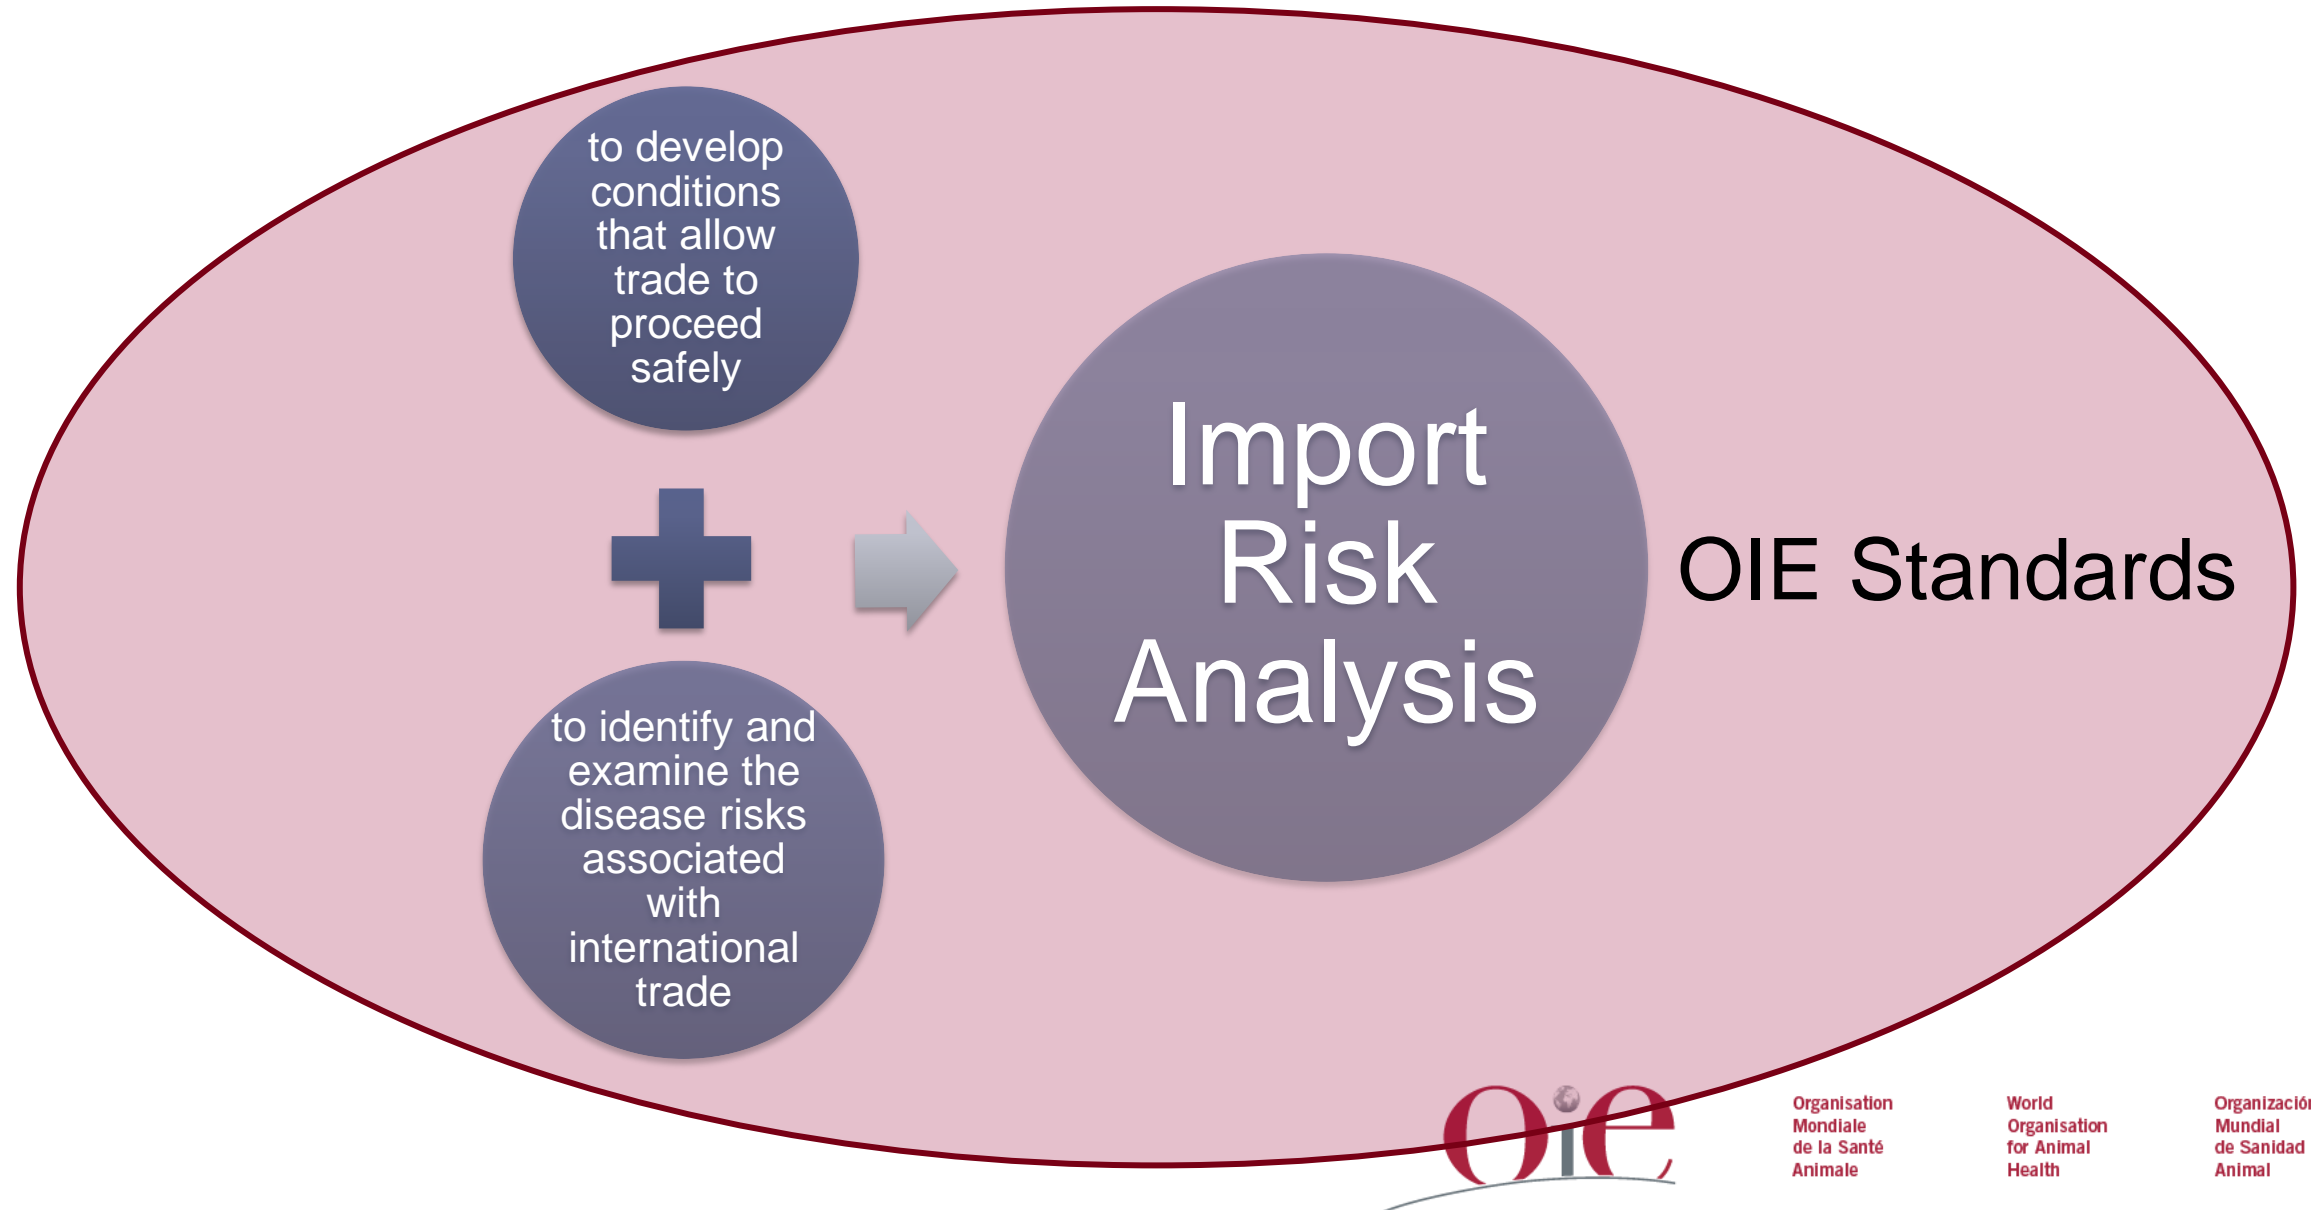 to develop
conditions
that allow
trade to
proceed
safely
to identify and
examine the
disease risks
associated
with
international
trade
Import
Risk
Analysis
OIE Standards
oie
Organisation
Mondiale
de la Santé
Animale
World
Organisation
for Animal
Health
Organización
Mundial
de Sanidad
Animal